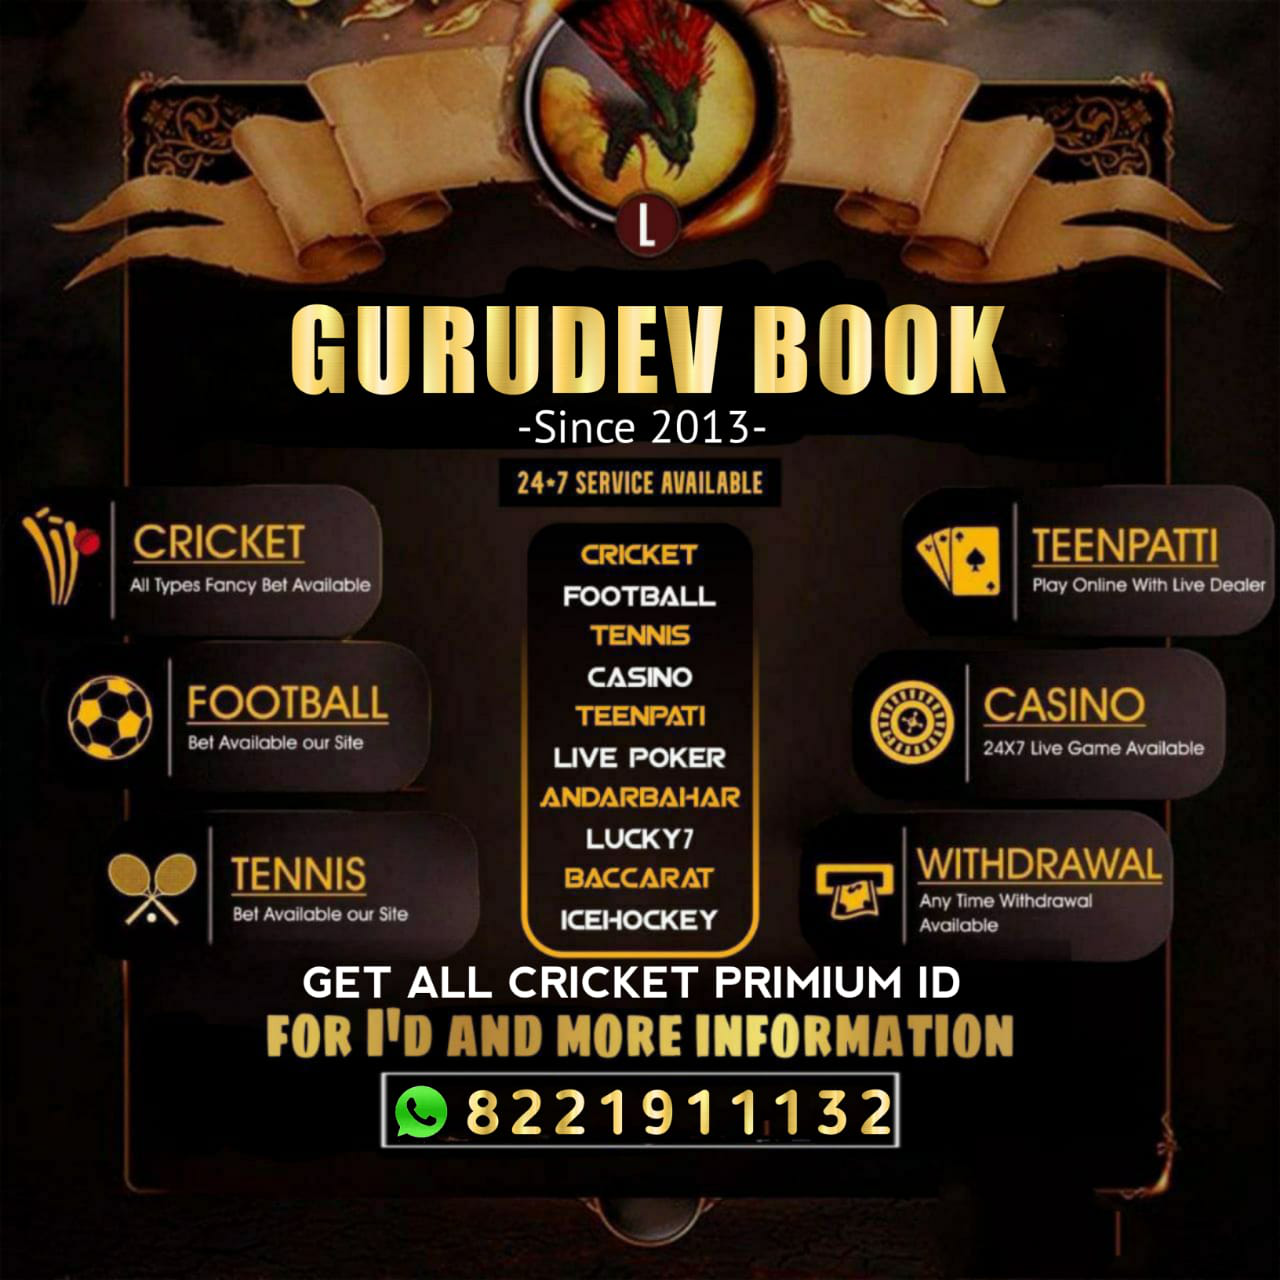 L
GURUDEV BOOK
-Since 2013-
24*7 SERVICE AVAILABLE
CRICKET
All Types Fancy Bet Available
FOOTBALL
Bet Available our Site
TENNIS
Bet Available our Site
CRICKET
FOOTBALL
TENNIS
CASINO
TEENPATI
LIVE POKER
ANDARBAHAR
LUCKY7
BACCARAT
ICEHOCKEY
TEENPATTI
Play Online With Live Dealer
CASINO
24X7 Live Game Available
WITHDRAWAL
Any Time Withdrawal
Available
GET ALL CRICKET PRIMIUM ID
FOR I'D AND MORE INFORMATION
8221911132